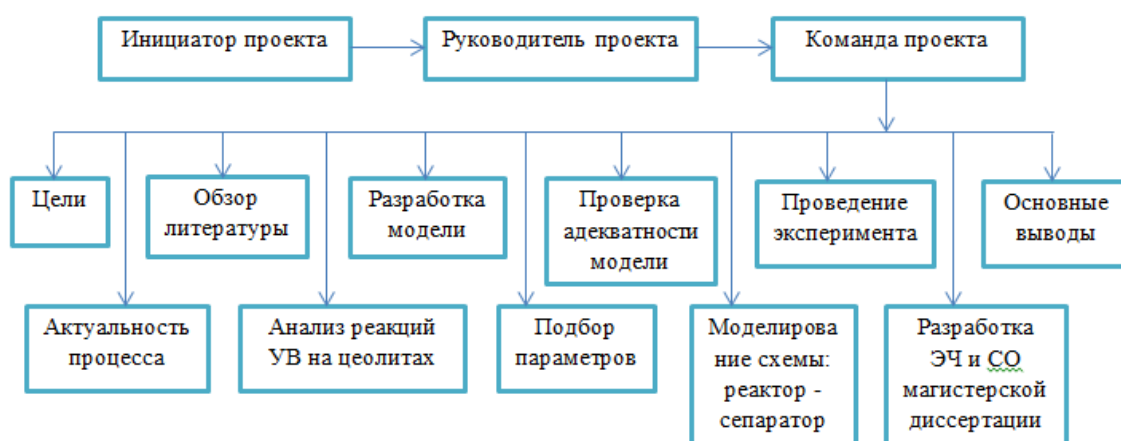 Инициатор проекта
Руководитель проекта
Команда проекта
Цели
Обзор
литературы
Разработка
модели
Проверка
адекватности
модели
Проведение
эксперимента
Основные
выводы
Актуальность
процесса
Анализ реакций
УВ на цеолитах
Подбор
параметров
Моделирова
ние схемы:
реактор -
сепаратор
Разработка
ЭЧ и СО
магистерской
диссертации